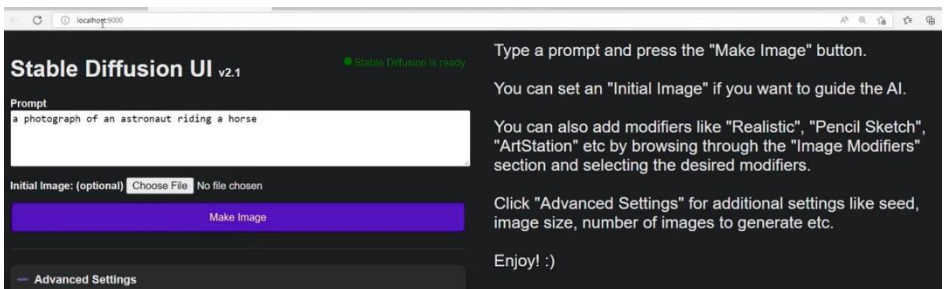 localhost:9000
Stable Diffusion UI v2.1
Stable Diffusion is ready
Prompt
a photograph of an astronaut riding a horse
Initial Image: (optional) Choose File No file chosen
Make Image
Advanced Settings
Type a prompt and press the "Make Image" button.
You can set an "Initial Image" if you want to guide the AI.
You can also add modifiers like "Realistic", "Pencil Sketch",
"ArtStation" etc by browsing through the "Image Modifiers"
section and selecting the desired modifiers.
Click "Advanced Settings" for additional settings like seed,
image size, number of images to generate etc.
Enjoy! :)